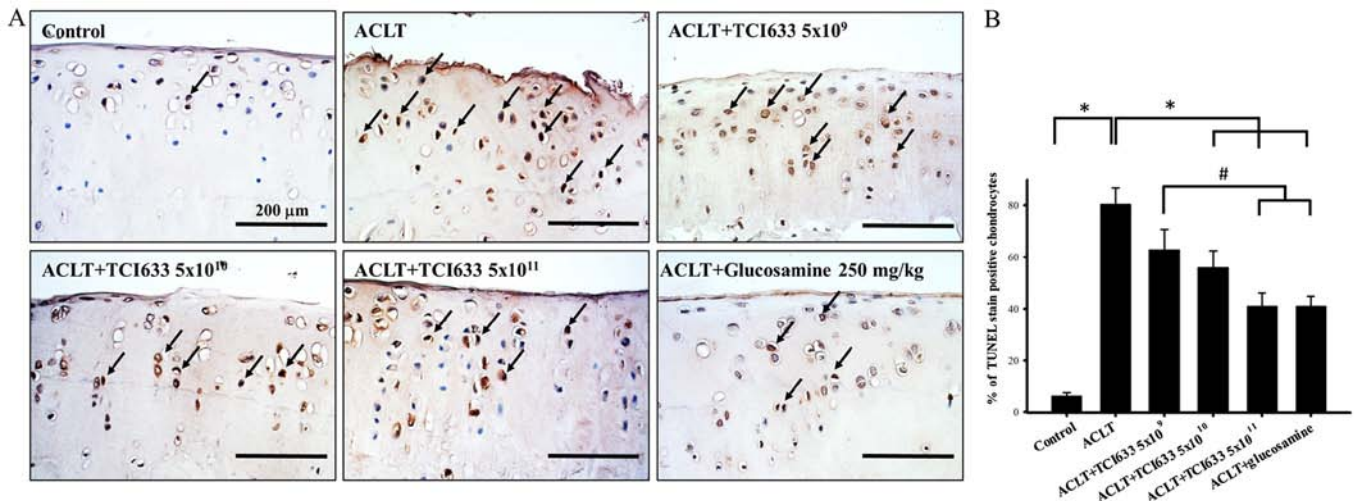 A
Control
200 μm
ACLT
ACLT+TCI633 5x10⁹
ACLT+TCI633 5x10¹⁰
ACLT+TCI633 5x10¹¹
ACLT+Glucosamine 250 mg/kg
B
* *
#
% of TUNEL stain positive chondrocytes
80
60
40
20
0
Control
ACLT
ACLT+TCI633 5x10⁹
ACLT+TCI633 5x10¹⁰
ACLT+TCI633 5x10¹¹
ACLT+glucosamine